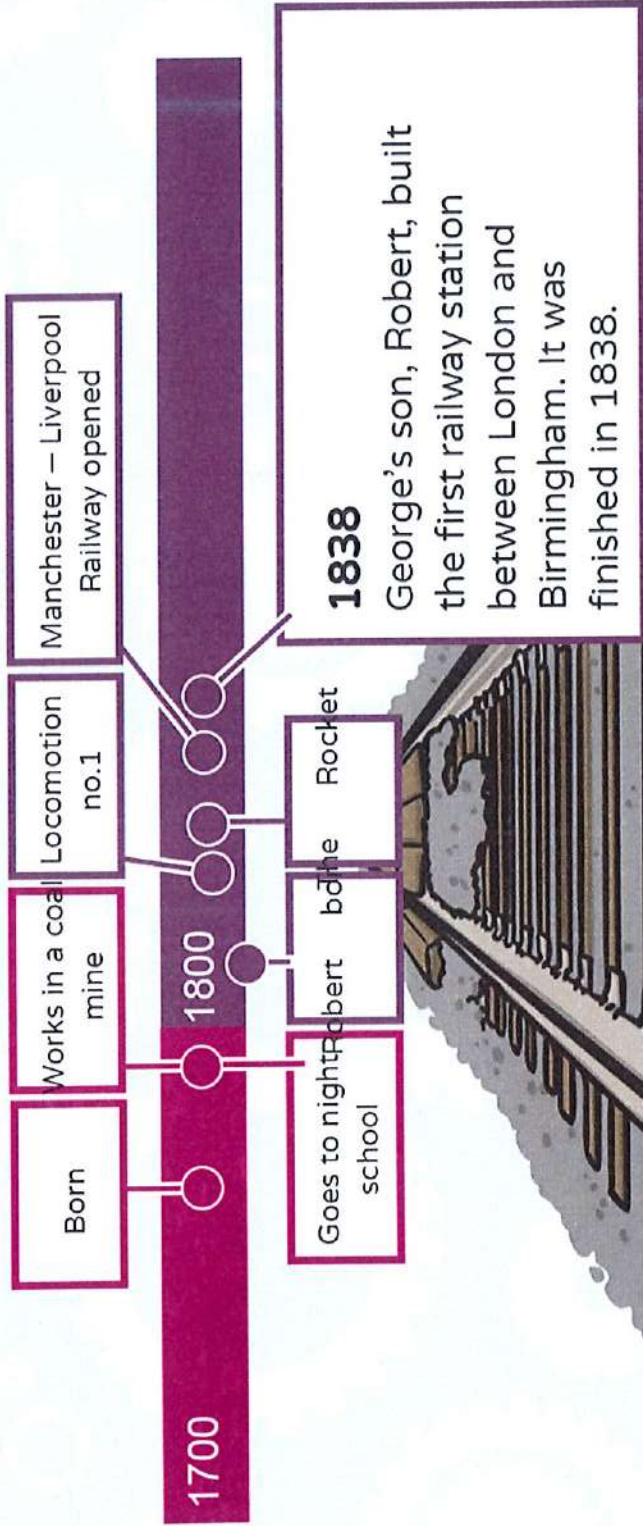 Born
Works in a coal
mine
Locomotion
no.1
Manchester – Liverpool
Railway opened
1700
1800
Goes to night
school
Robert
Rocket
1838
George's son, Robert, built
the first railway station
between London and
Birmingham. It was
finished in 1838.